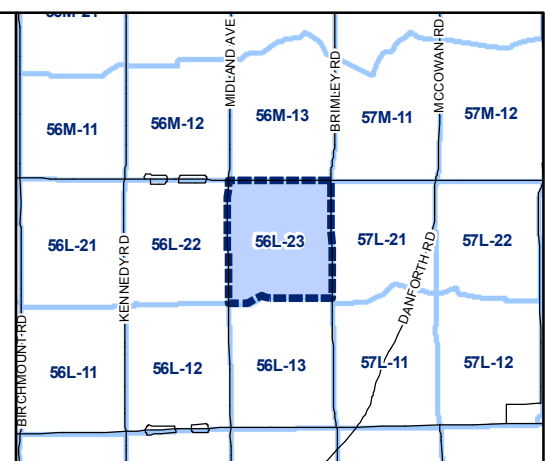 MIDLAND AVE
BRIMLEY RD
MCCOWAN RD
56M-11
56M-12
56M-13
57M-11
57M-12
56L-21
56L-22
56L-23
57L-21
57L-22
KENNEDY RD
DANFORTH RD
BIRCHMOUNT RD
56L-11
56L-12
56L-13
57L-11
57L-12